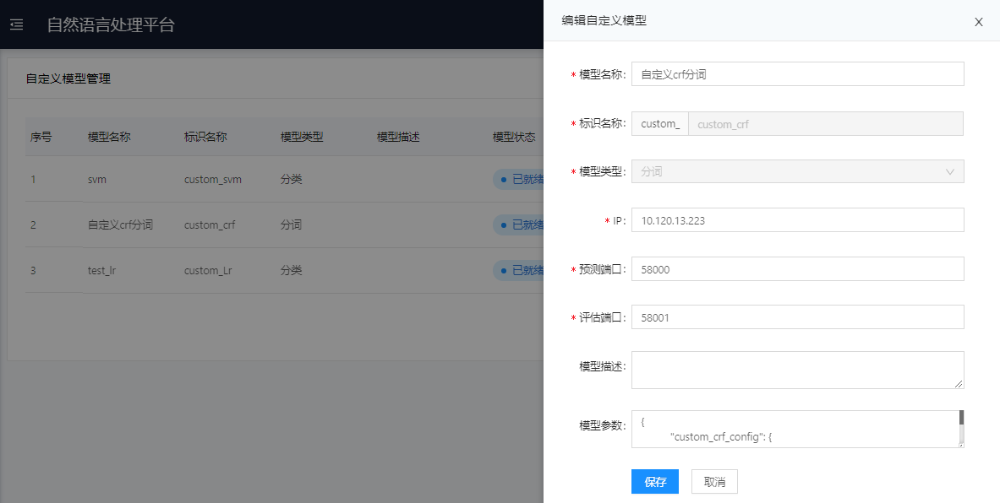 自然语言处理平台
自定义模型管理
序号 模型名称 标识名称 模型类型 模型描述 模型状态
1 svm custom_svm 分类 已就绪
2 自定义crf分词 custom_crf 分词 已就绪
3 test_lr custom_Lr 分类 已就绪
编辑自定义模型
* 模型名称: 自定义crf分词
* 标识名称: custom_ custom_crf
* 模型类型: 分词
* IP: 10.120.13.223
* 预测端口: 58000
* 评估端口: 58001
模型描述:
模型参数: {
"custom_crf_config": {
保存 取消